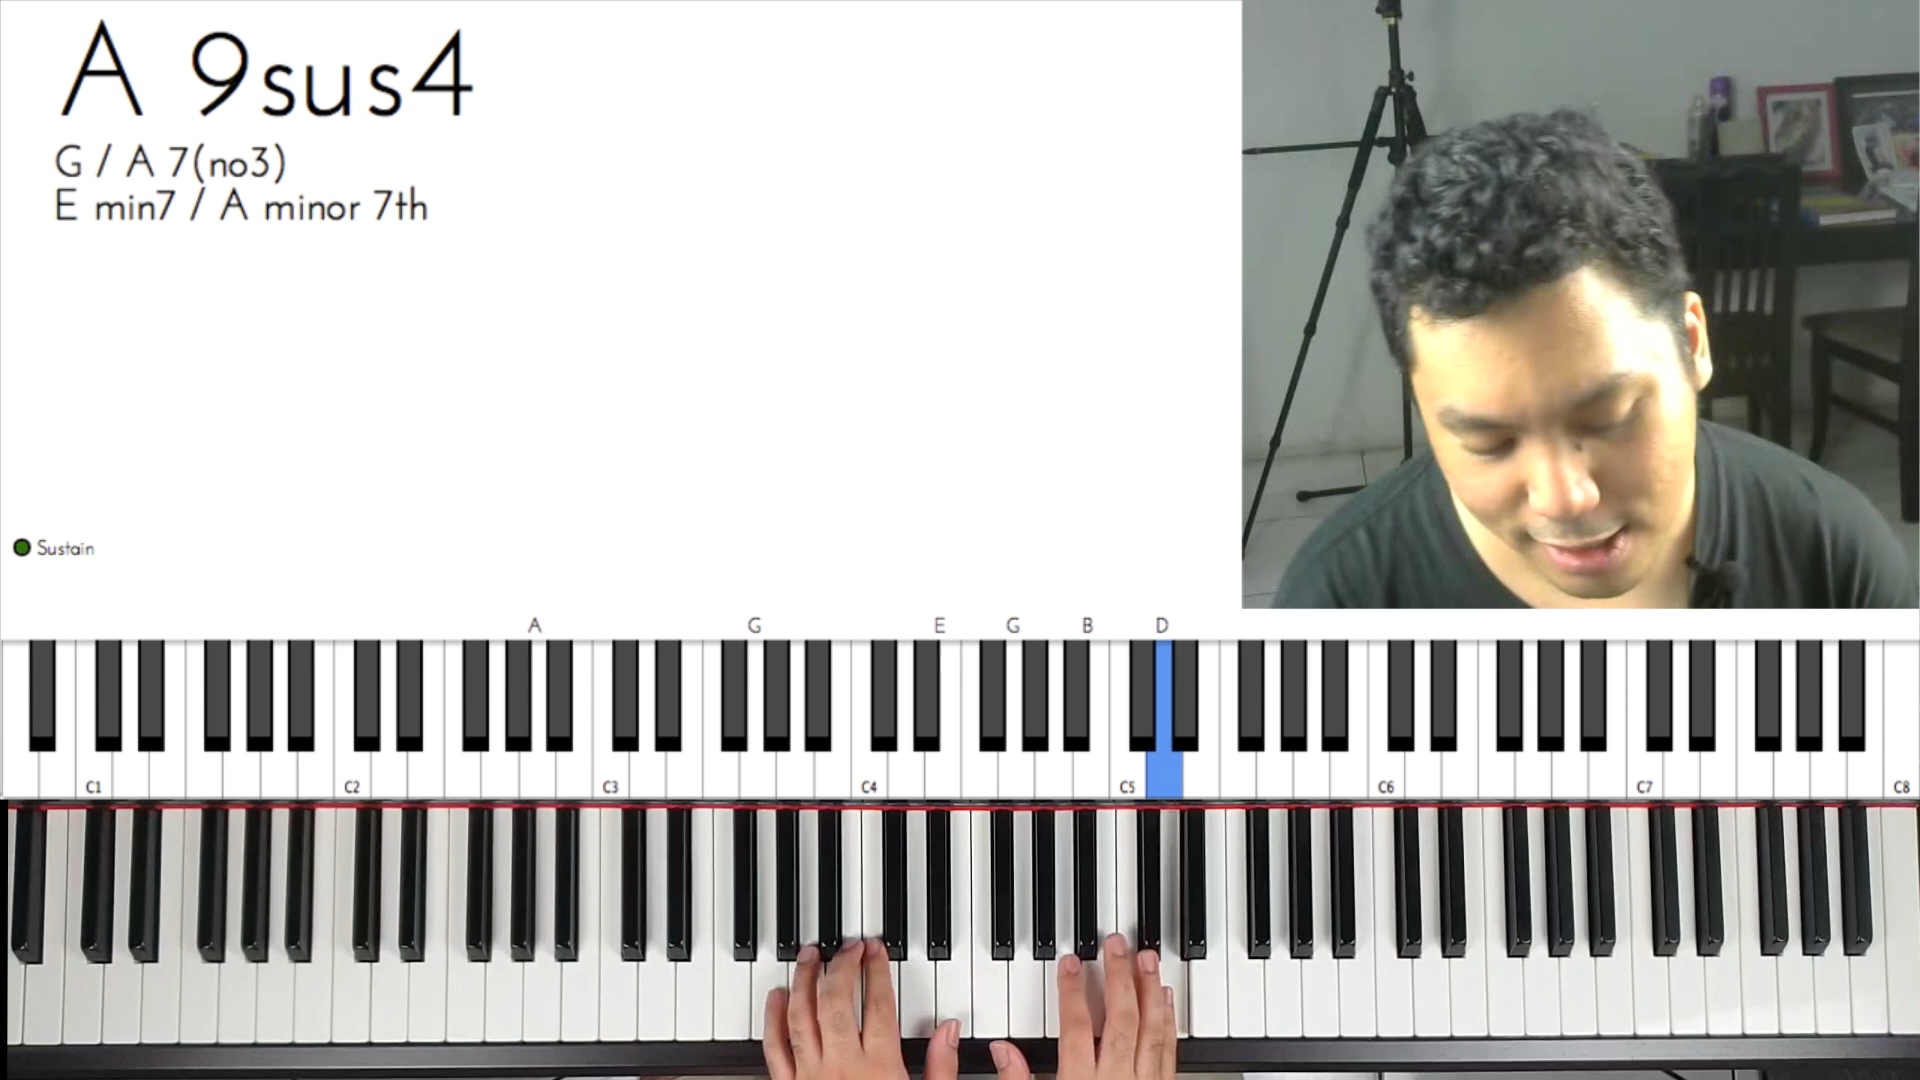 A 9sus4
G / A 7(no3)
E min7 / A minor 7th
Sustain
A G E G B D
C1 C2 C3 C4 C5 C6 C7 C8